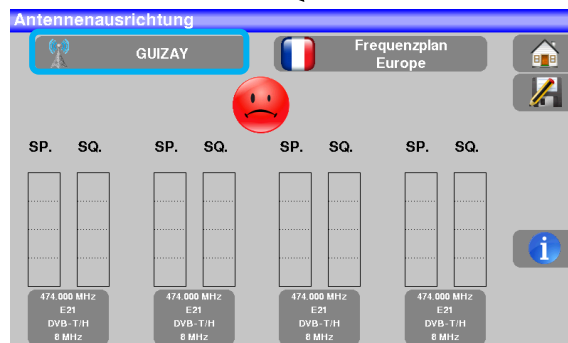 Antennenausrichtung
GUIZAY
Frequenzplan
Europe
SP. SQ. SP. SQ. SP. SQ. SP. SQ.
474.000 MHz 474.000 MHz 474.000 MHz 474.000 MHz
E21 E21 E21 E21
DVB-T/H DVB-T/H DVB-T/H DVB-T/H
8 MHz 8 MHz 8 MHz 8 MHz